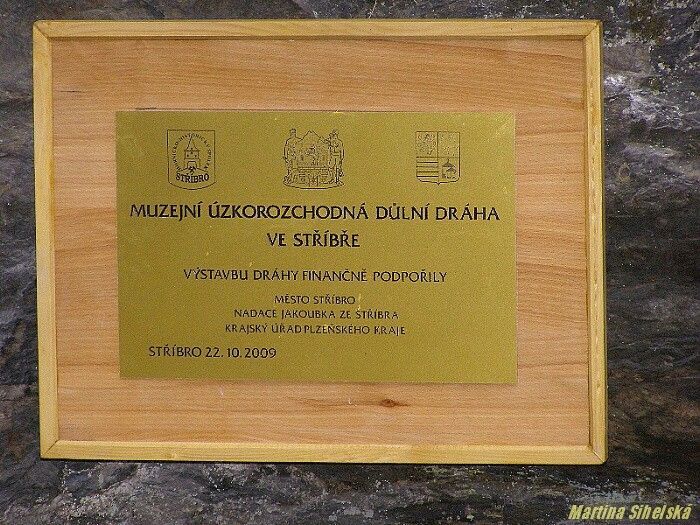 STŘÍBRO
MUZEJNÍ ÚZKOROZCHODNÁ DŮLNÍ DRÁHA
VE STŘÍBŘE
VÝSTAVBU DRÁHY FINANČNĚ PODPOŘILY
MĚSTO STŘÍBRO
NADACE JAKOUBKA ZE STŘÍBRA
KRAJSKÝ ÚŘAD PLZEŇSKÉHO KRAJE
STŘÍBRO 22.10.2009
Martina Sihelská